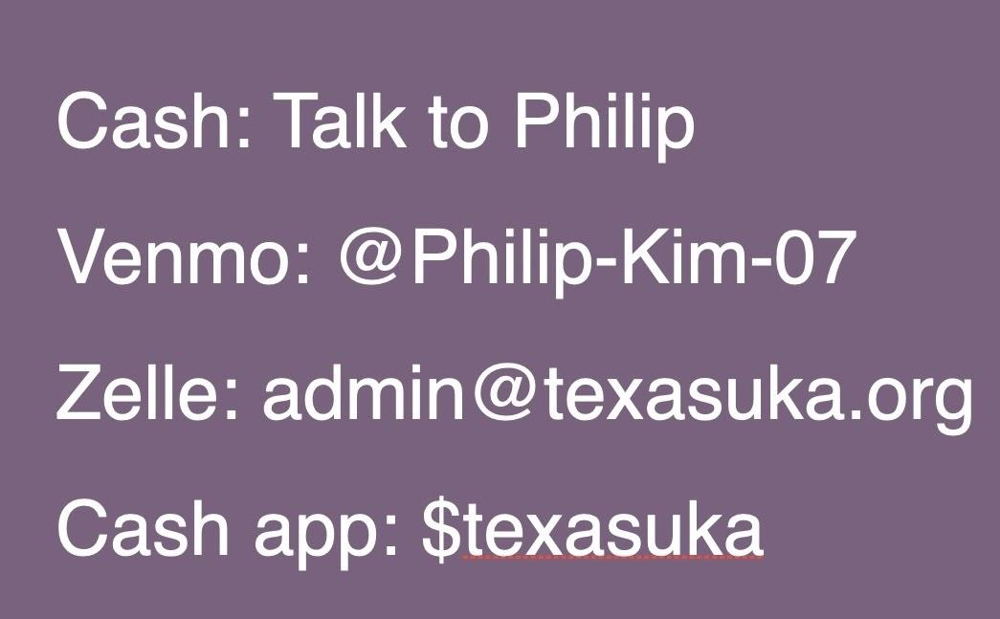 Cash: Talk to Philip
Venmo: @Philip-Kim-07
Zelle: admin@texasuka.org
Cash app: $texasuka